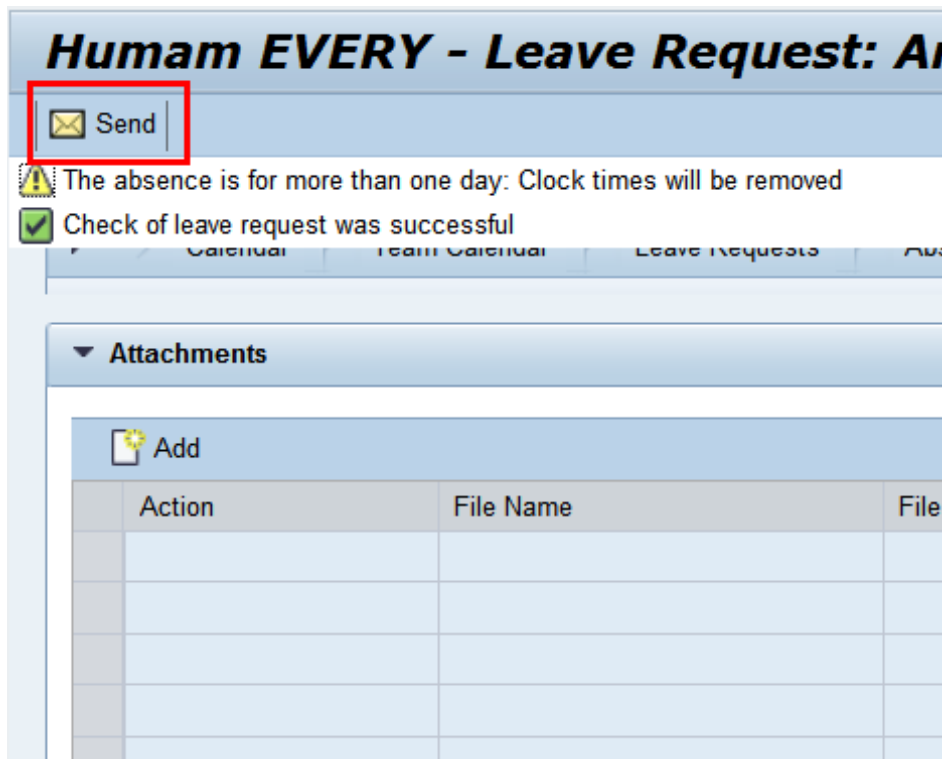 Humam EVERY - Leave Request:
Send
The absence is for more than one day: Clock times will be removed
Check of leave request was successful
Calendar Team Calendar Leave Requests
Attachments
Add
Action File Name File